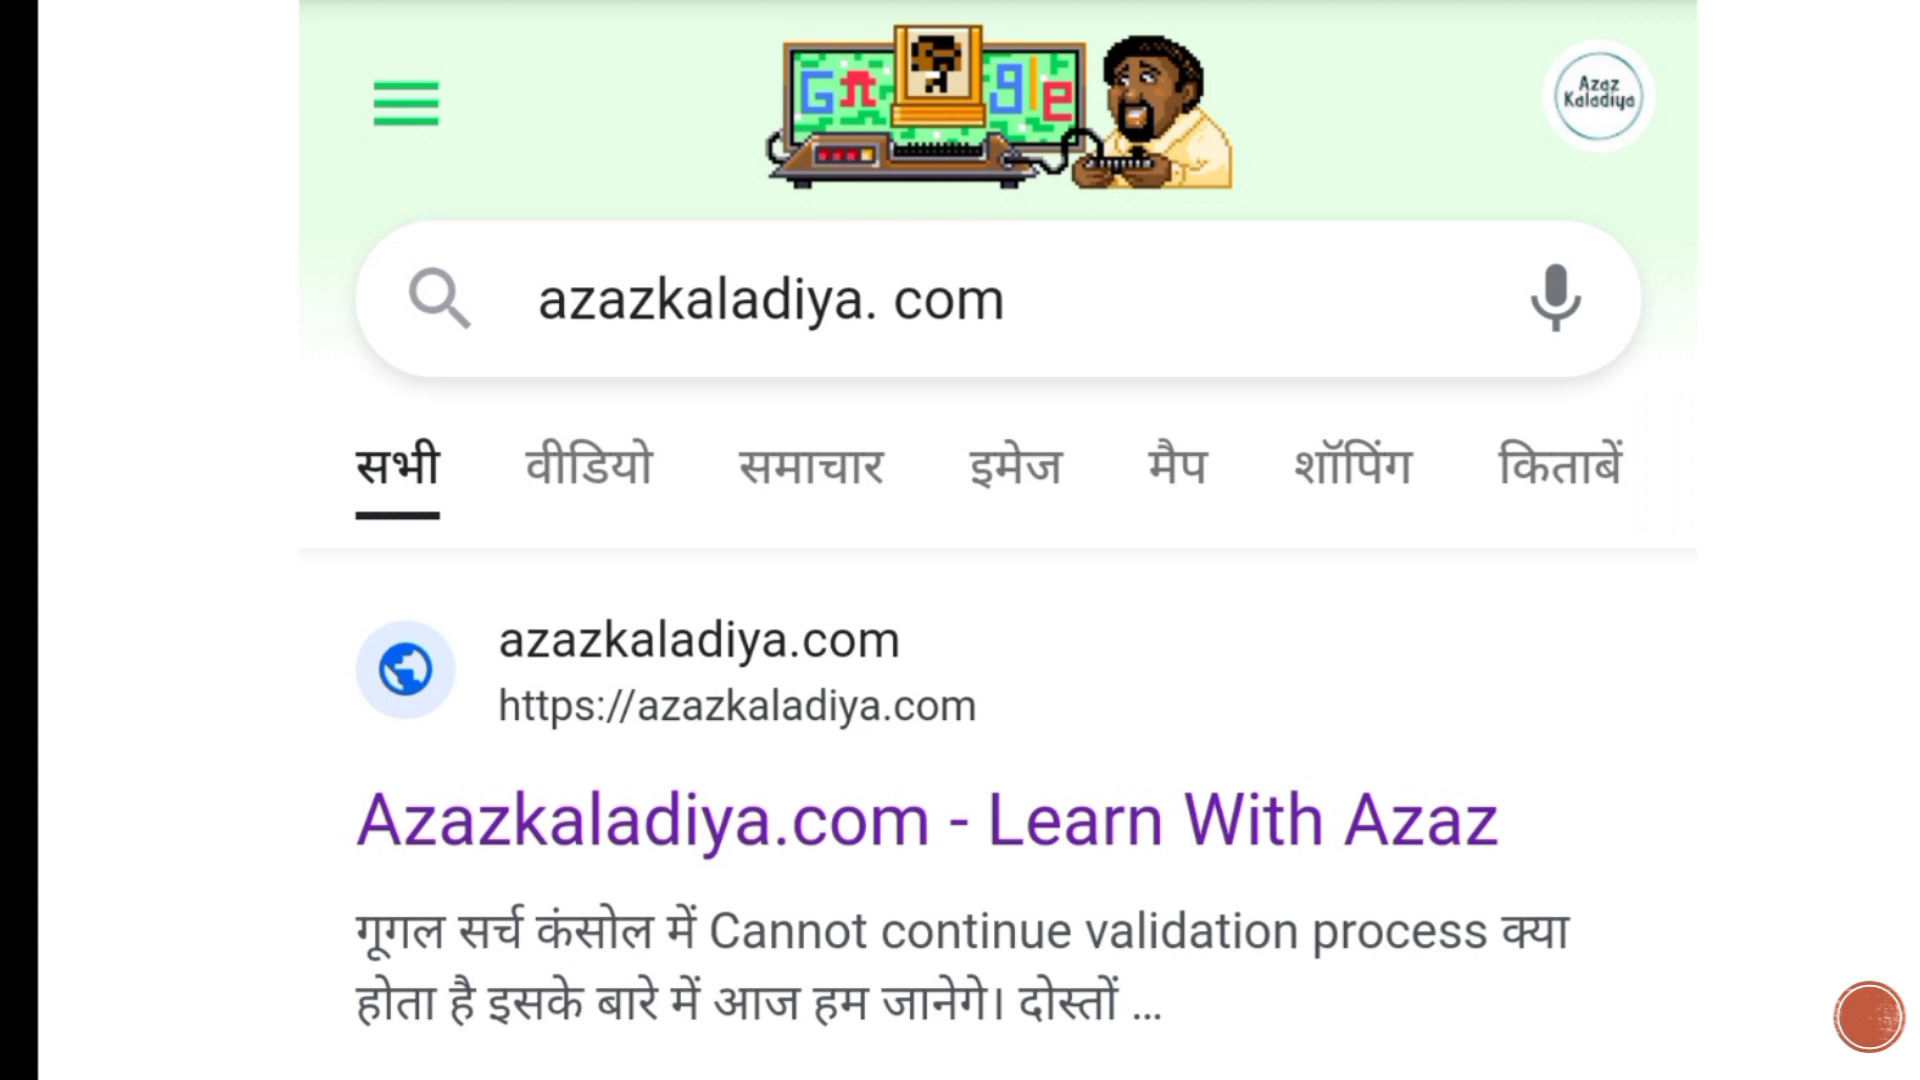 Google
Azaz
Kaladiya
azazkaladiya. com
सभी वीडियो समाचार इमेज मैप शॉपिंग किताबें
azazkaladiya.com
https://azazkaladiya.com
Azazkaladiya.com - Learn With Azaz
गूगल सर्च कंसोल में Cannot continue validation process क्या
होता है इसके बारे में आज हम जानेगे। दोस्तों ...